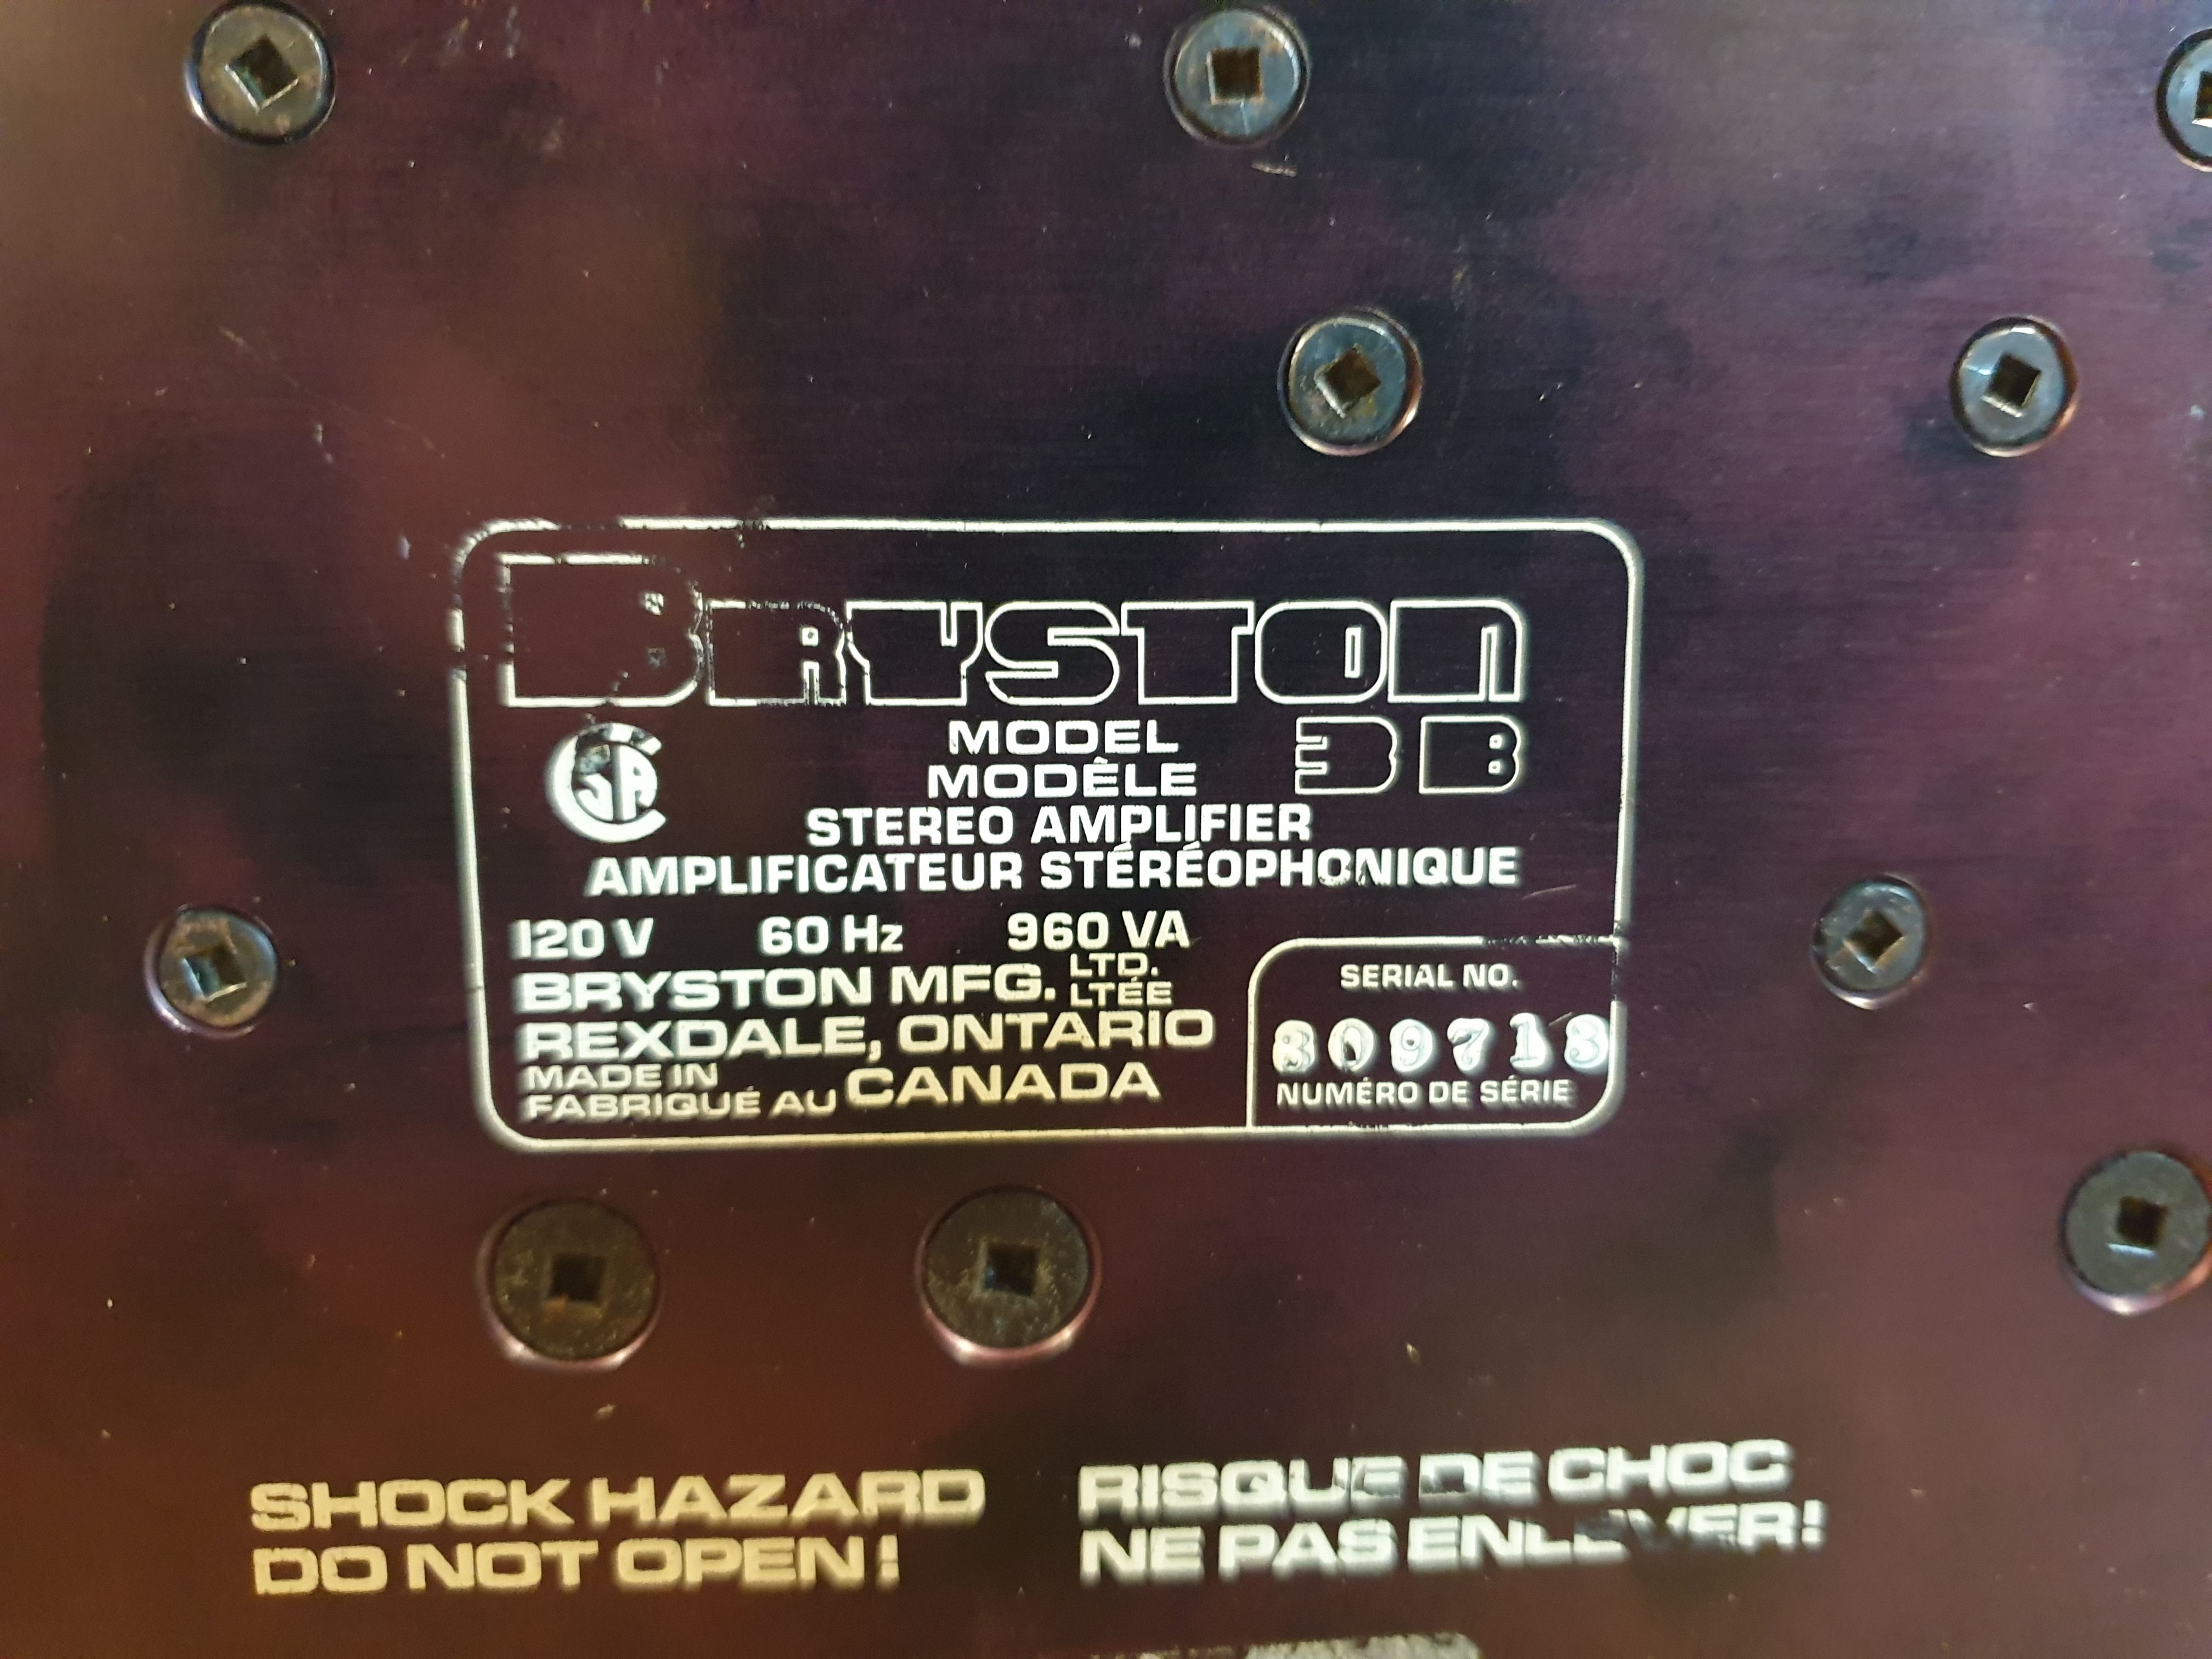 BRYSTON
CSA
MODEL
MODÈLE
3B
STEREO AMPLIFIER
AMPLIFICATEUR STÉRÉOPHONIQUE
120 V 60 Hz 960 VA
BRYSTON MFG. LTD.
LTÉE
REXDALE, ONTARIO
MADE IN
FABRIQUÉ AU CANADA
SERIAL NO.
NUMÉRO DE SÉRIE
SHOCK HAZARD
DO NOT OPEN!
RISQUE DE CHOC
NE PAS ENLEVER!